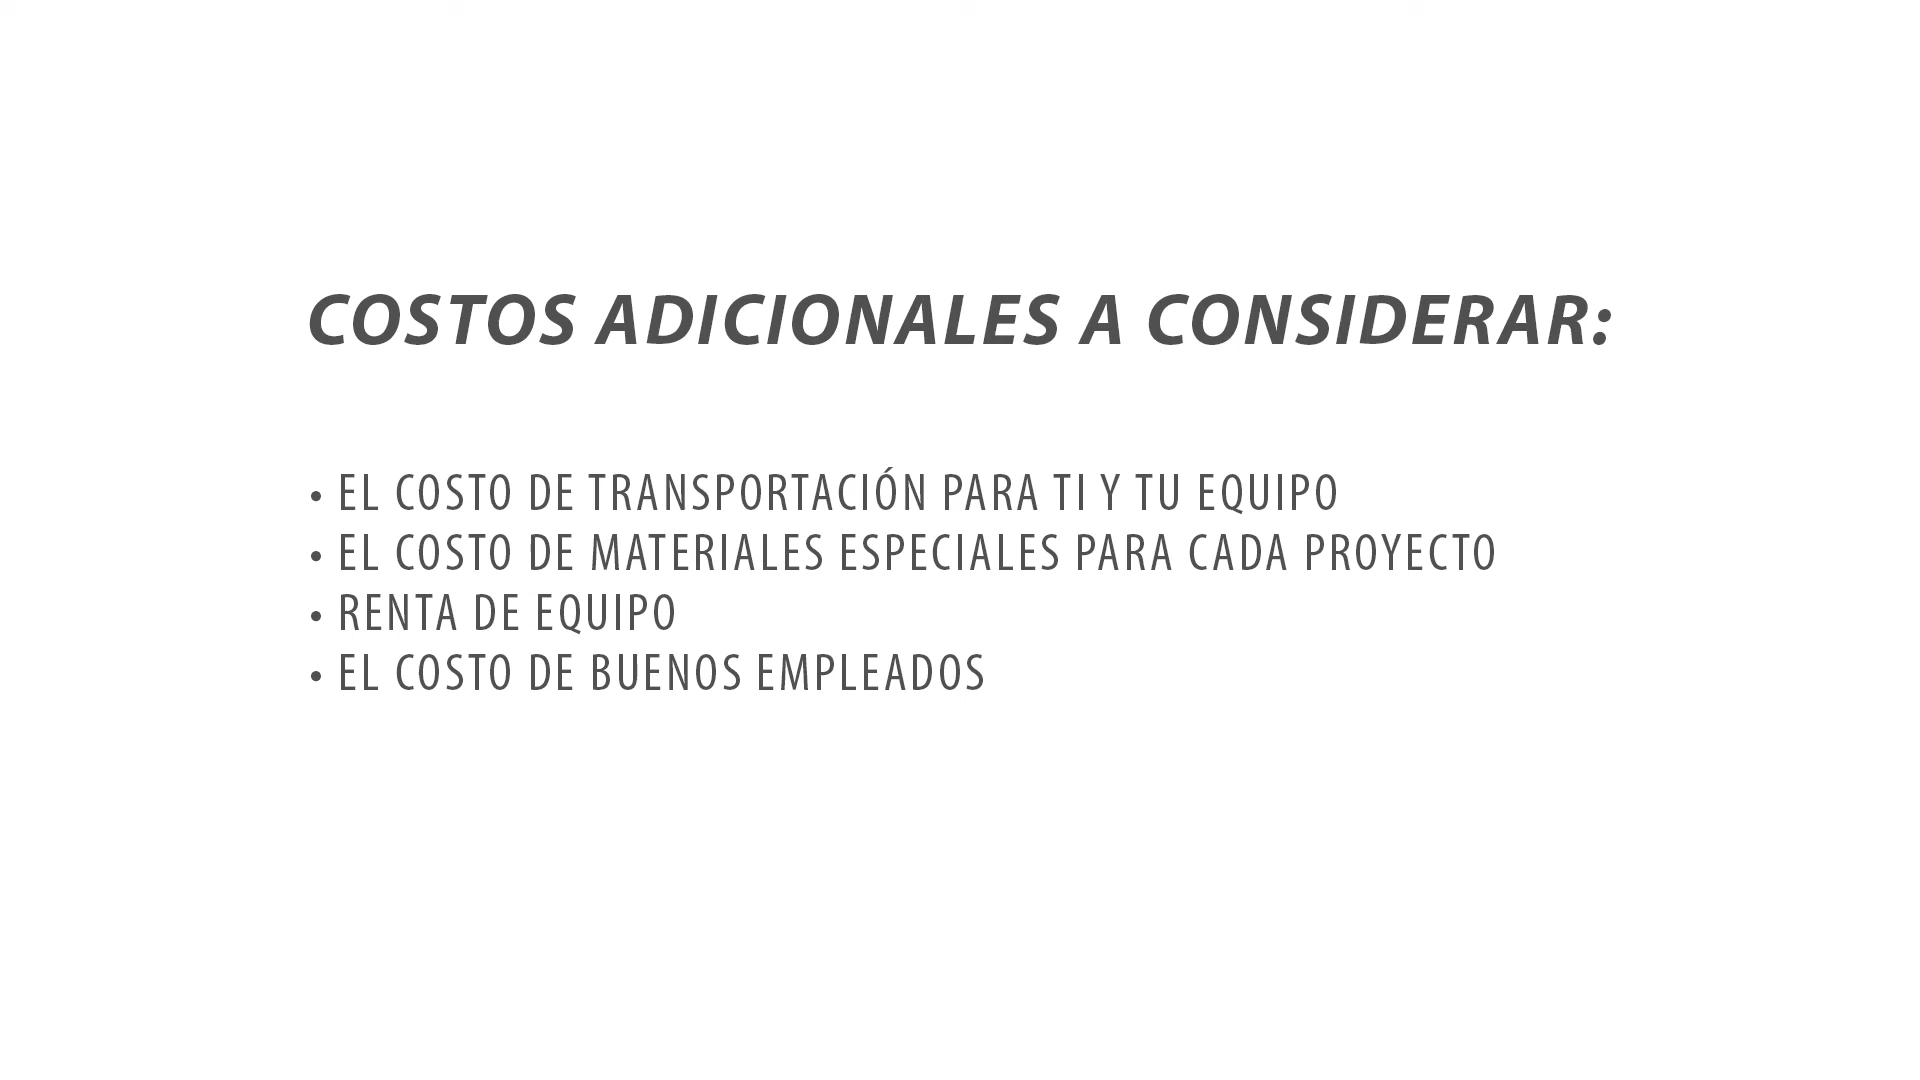 COSTOS ADICIONALES A CONSIDERAR:
• EL COSTO DE TRANSPORTACIÓN PARA TI Y TU EQUIPO
• EL COSTO DE MATERIALES ESPECIALES PARA CADA PROYECTO
• RENTA DE EQUIPO
• EL COSTO DE BUENOS EMPLEADOS